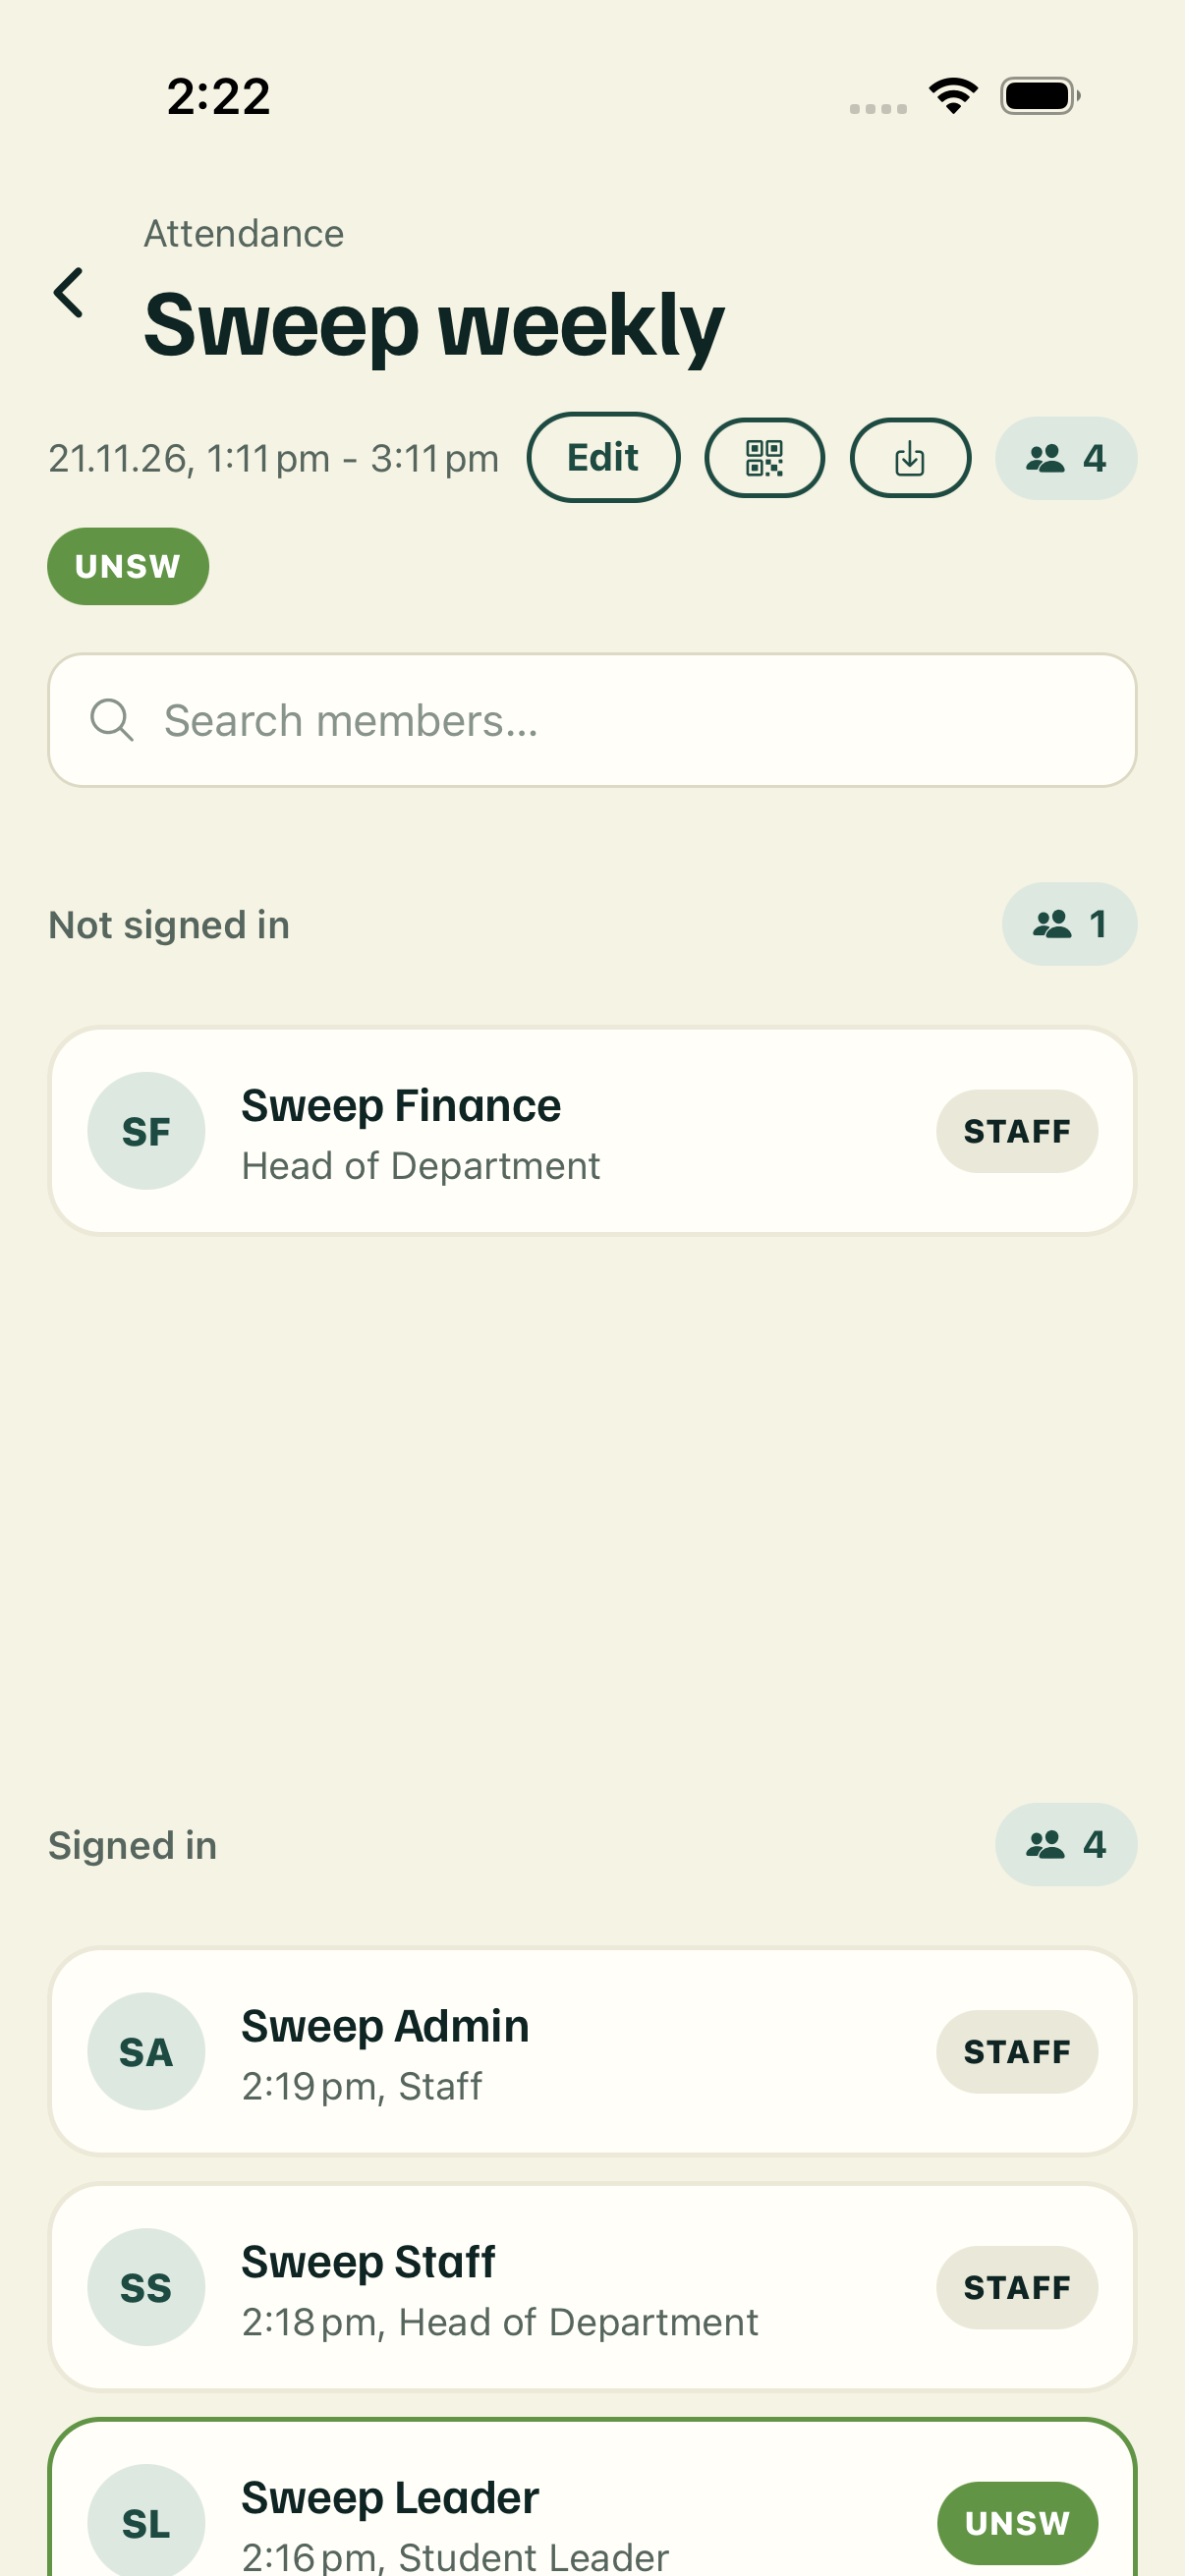 2:22
Attendance
Sweep weekly
21.11.26, 1:11 pm - 3:11 pm Edit 4
UNSW
Search members...
Not signed in 1
SF Sweep Finance STAFF
Head of Department
Signed in 4
SA Sweep Admin STAFF
2:19 pm, Staff
SS Sweep Staff STAFF
2:18 pm, Head of Department
SL Sweep Leader UNSW
2:16 pm, Student Leader